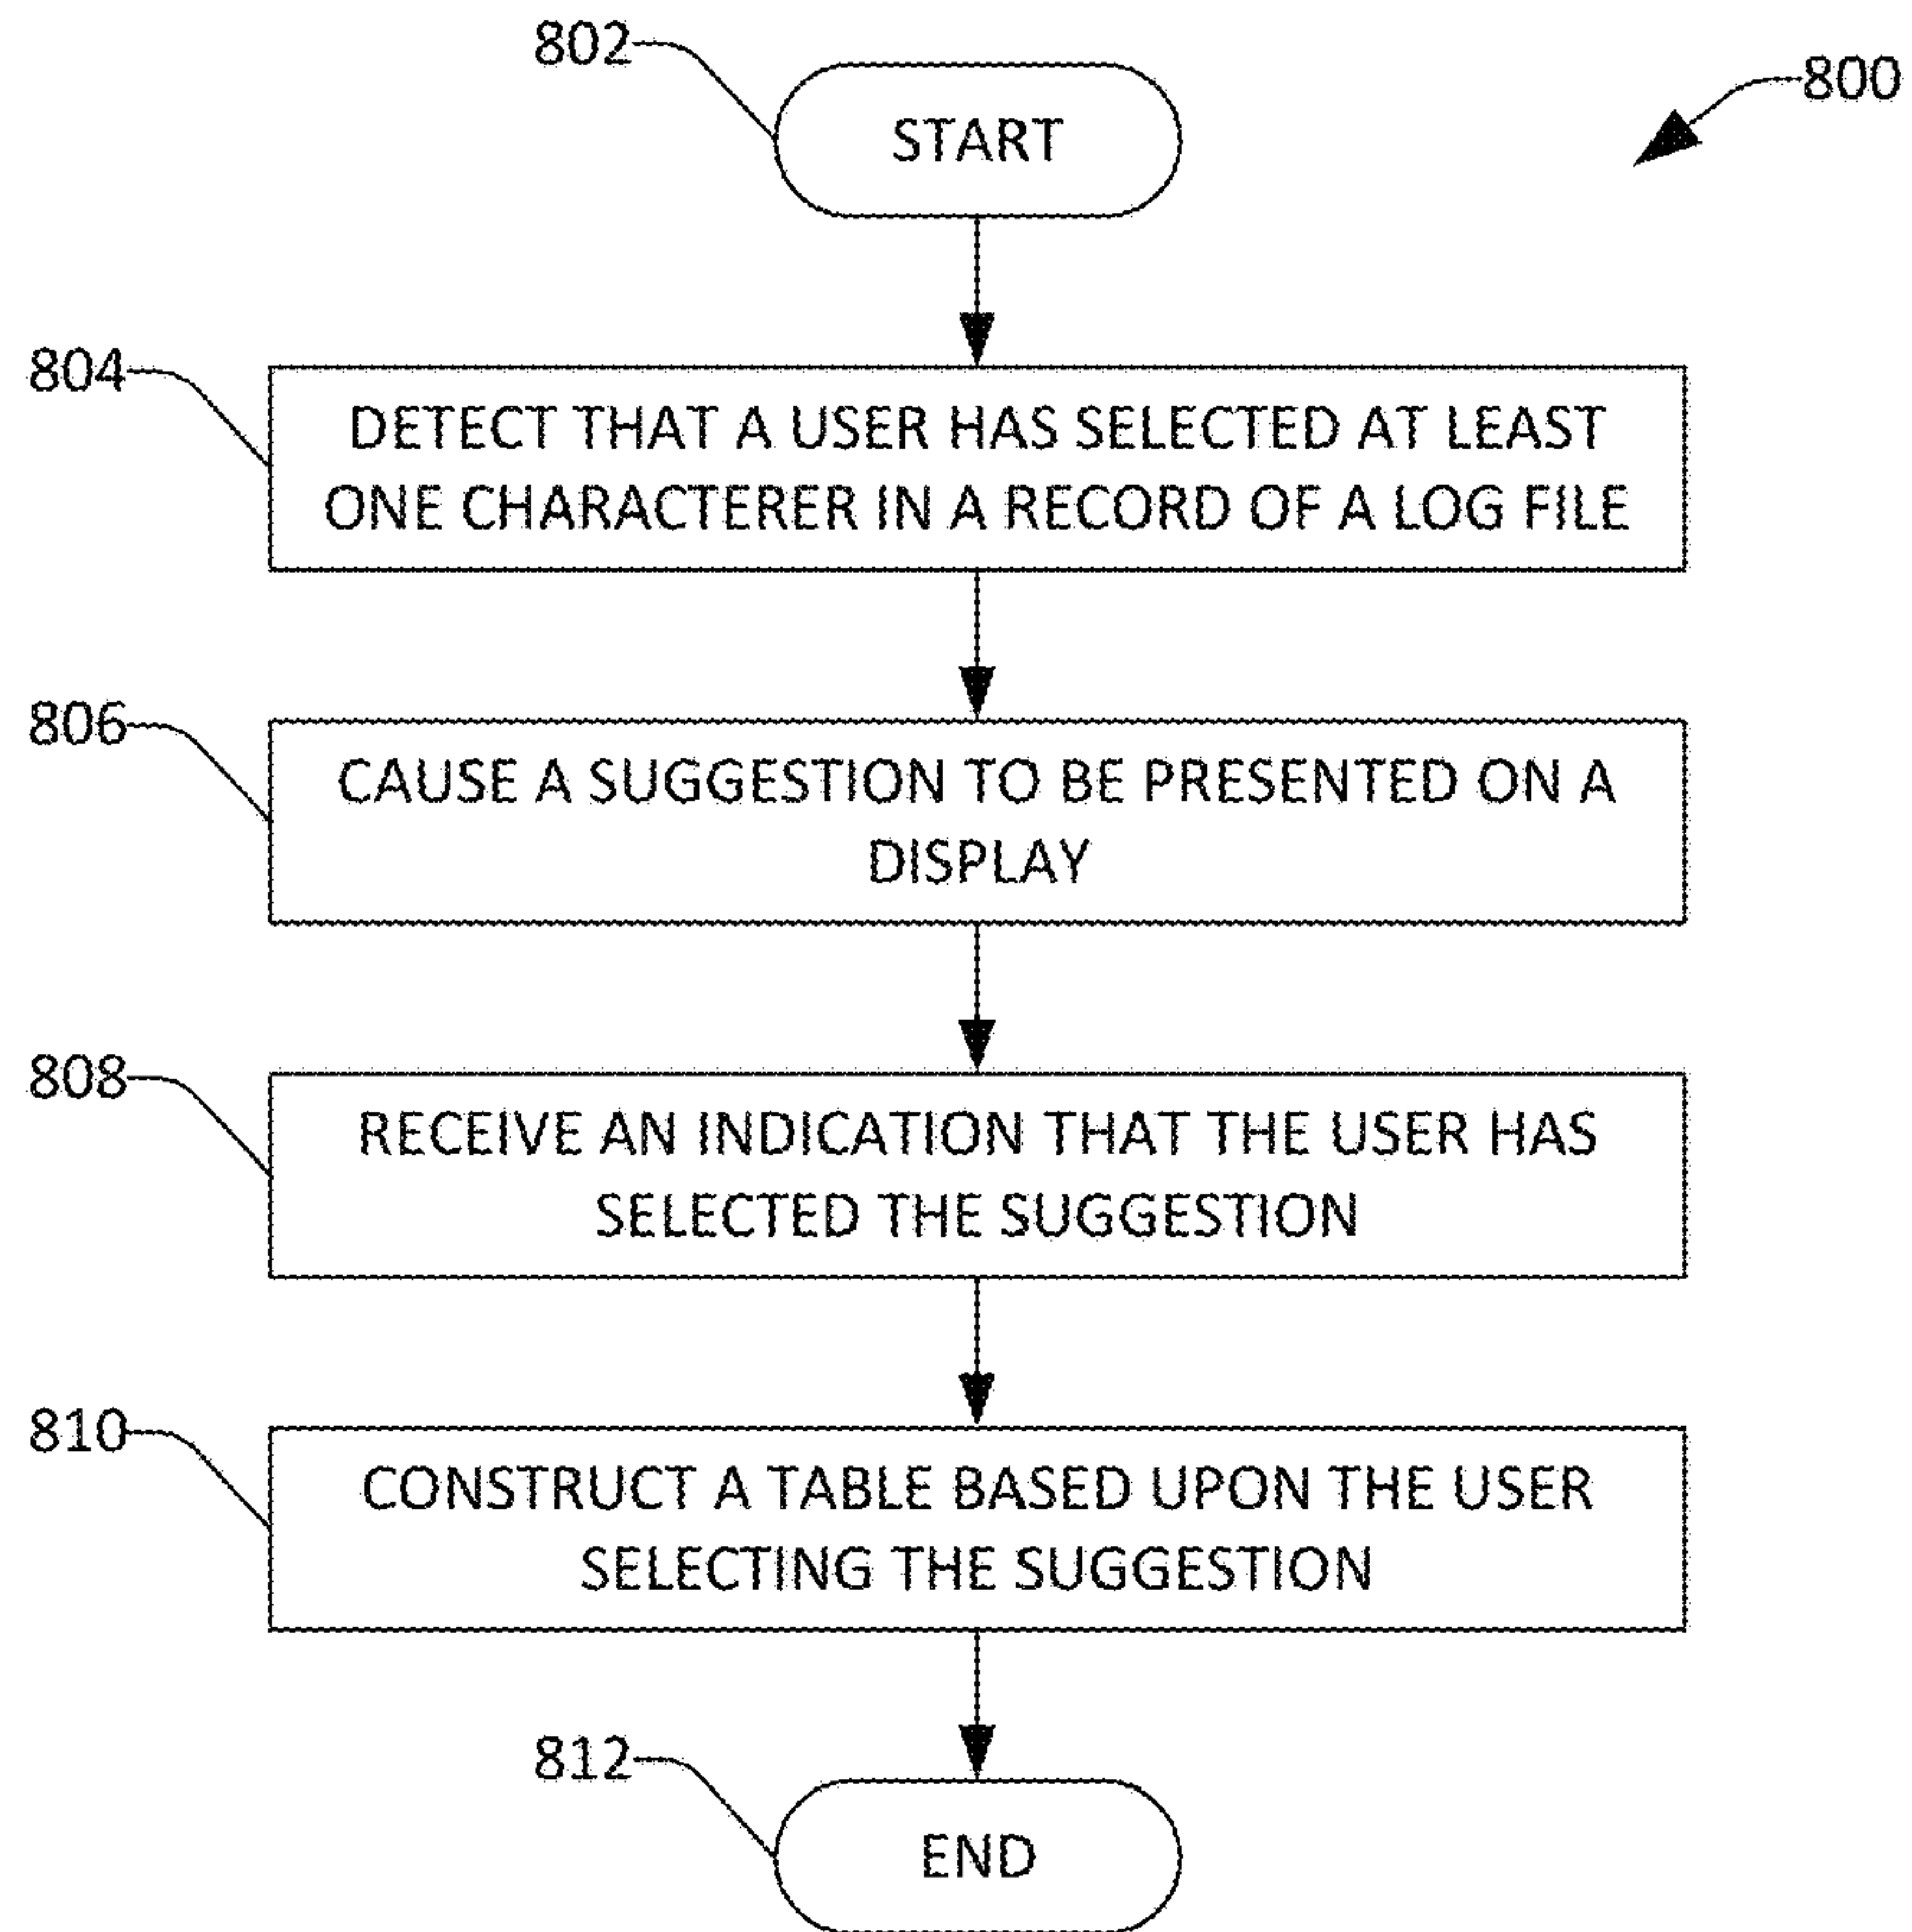 802
START
800
804
DETECT THAT A USER HAS SELECTED AT LEAST
ONE CHARACTERER IN A RECORD OF A LOG FILE
806
CAUSE A SUGGESTION TO BE PRESENTED ON A
DISPLAY
808
RECEIVE AN INDICATION THAT THE USER HAS
SELECTED THE SUGGESTION
810
CONSTRUCT A TABLE BASED UPON THE USER
SELECTING THE SUGGESTION
812
END